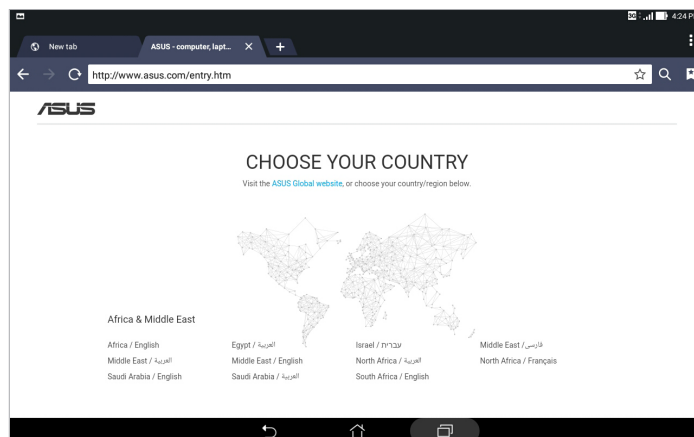 3G 4:24 P
New tab
ASUS - computer, lapt...
http://www.asus.com/entry.htm
ASUS
CHOOSE YOUR COUNTRY
Visit the ASUS Global website, or choose your country/region below.
Africa & Middle East
Africa / English
Egypt / العربية
Israel / עברית
Middle East / فارسی
Middle East / العربية
Middle East / English
North Africa / العربية
North Africa / Français
Saudi Arabia / English
Saudi Arabia / العربية
South Africa / English